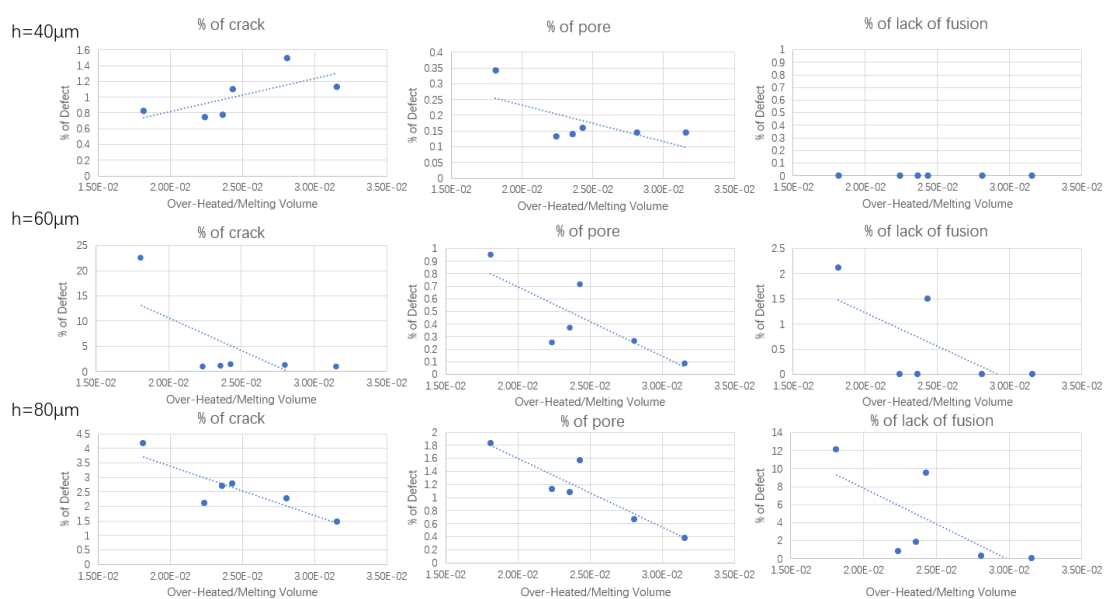 h=40μm
% of crack
% of Defect
1.6
1.4
1.2
1
0.8
0.6
0.4
0.2
0
1.50E-02 2.00E-02 2.50E-02 3.00E-02 3.50E-02
Over-Heated/Melting Volume
% of pore
% of Defect
0.4
0.35
0.3
0.25
0.2
0.15
0.1
0.05
0
1.50E-02 2.00E-02 2.50E-02 3.00E-02 3.50E-02
Over-Heated/Melting Volume
% of lack of fusion
% of Defect
1
0.9
0.8
0.7
0.6
0.5
0.4
0.3
0.2
0.1
0
1.50E-02 2.00E-02 2.50E-02 3.00E-02 3.50E-02
Over-Heated/Melting Volume
h=60μm
% of crack
% of Defect
25
20
15
10
5
0
1.50E-02 2.00E-02 2.50E-02 3.00E-02 3.50E-02
Over-Heated/Melting Volume
% of pore
% of Defect
1
0.9
0.8
0.7
0.6
0.5
0.4
0.3
0.2
0.1
0
1.50E-02 2.00E-02 2.50E-02 3.00E-02 3.50E-02
Over-Heated/Melting Volume
% of lack of fusion
% of Defect
2.5
2
1.5
1
0.5
0
1.50E-02 2.00E-02 2.50E-02 3.00E-02 3.50E-02
Over-Heated/Melting Volume
h=80μm
% of crack
% of Defect
4.5
4
3.5
3
2.5
2
1.5
1
0.5
0
1.50E-02 2.00E-02 2.50E-02 3.00E-02 3.50E-02
Over-Heated/Melting Volume
% of pore
% of Defect
2
1.8
1.6
1.4
1.2
1
0.8
0.6
0.4
0.2
0
1.50E-02 2.00E-02 2.50E-02 3.00E-02 3.50E-02
Over-Heated/Melting Volume
% of lack of fusion
% of Defect
14
12
10
8
6
4
2
0
1.50E-02 2.00E-02 2.50E-02 3.00E-02 3.50E-02
Over-Heated/Melting Volume